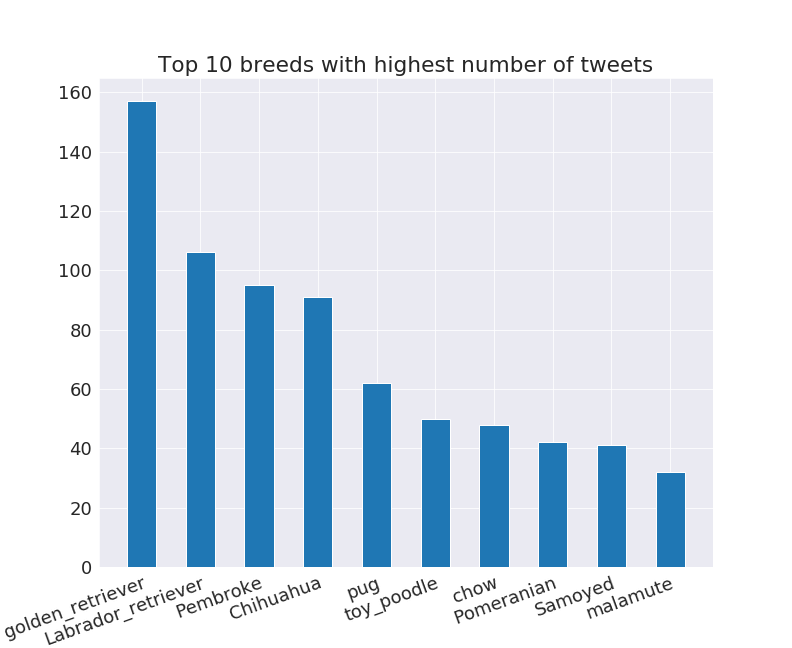 Top 10 breeds with highest number of tweets
160
140
120
100
80
60
40
20
0
golden_retriever
Labrador_retriever
Pembroke
Chihuahua
pug
toy_poodle
chow
Pomeranian
Samoyed
malamute